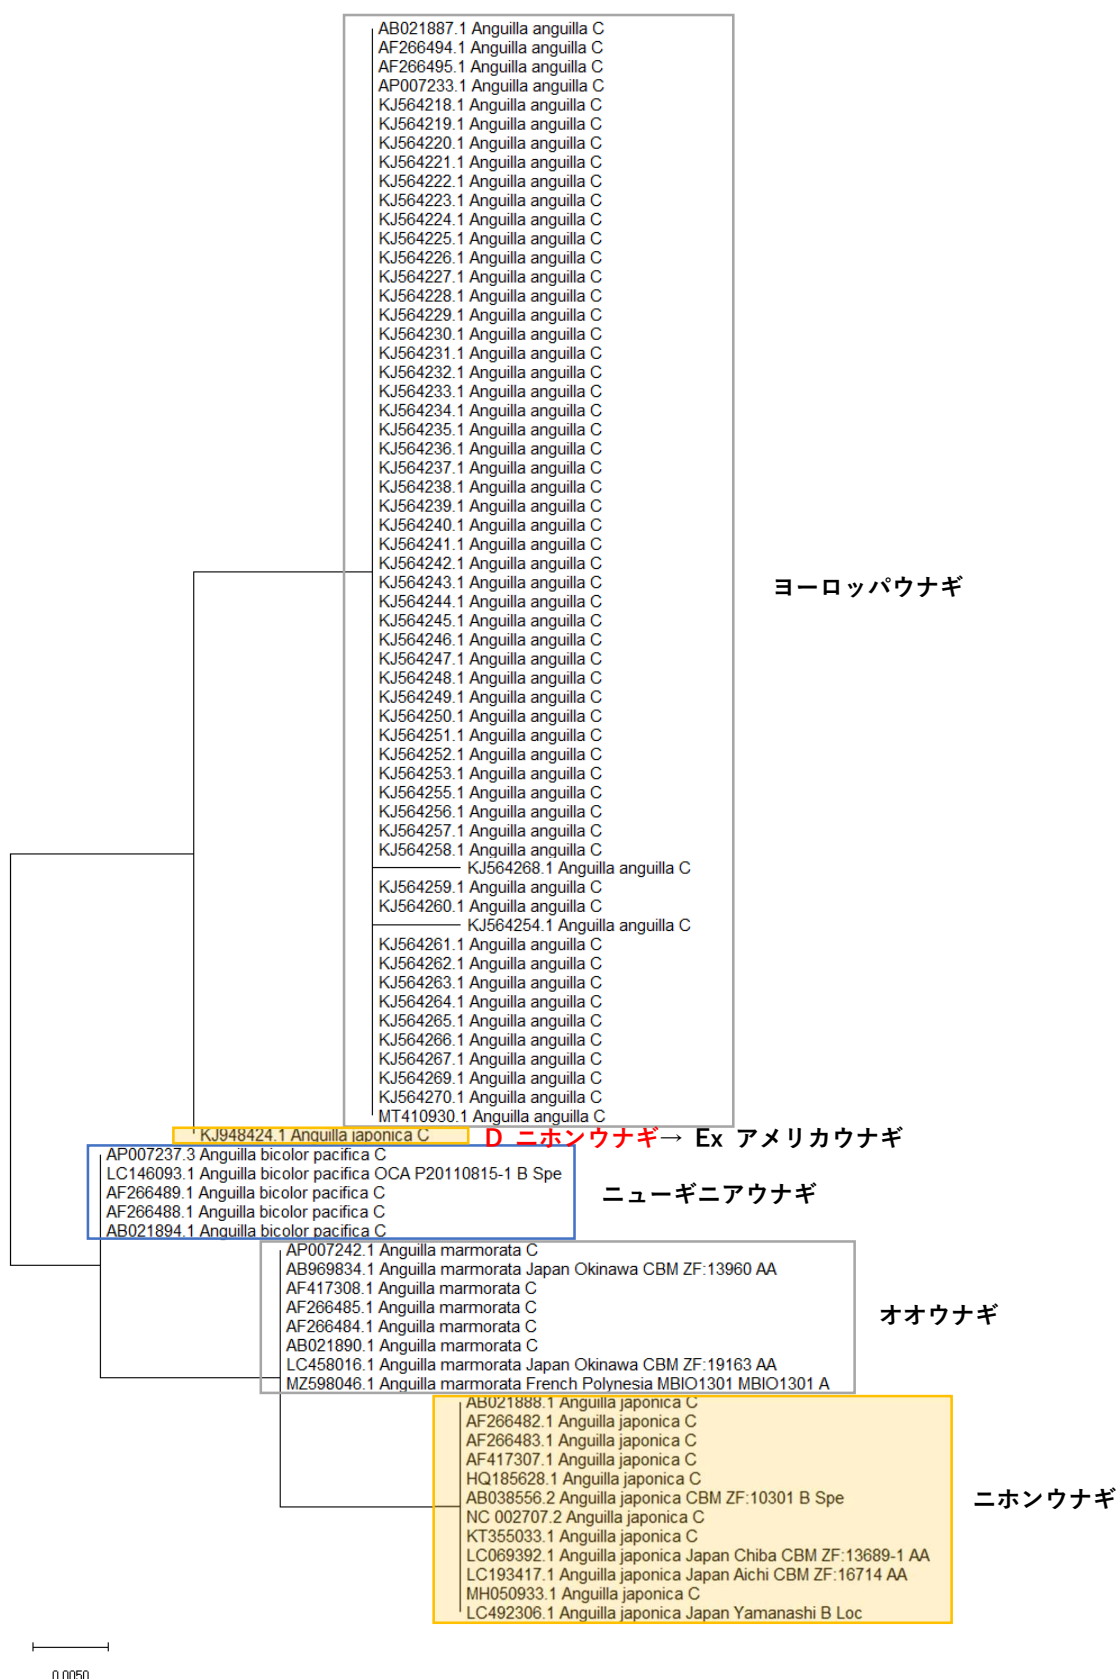 AB021887.1 Anguilla anguilla C
AF266494.1 Anguilla anguilla C
AF266495.1 Anguilla anguilla C
AP007233.1 Anguilla anguilla C
KJ564218.1 Anguilla anguilla C
KJ564219.1 Anguilla anguilla C
KJ564220.1 Anguilla anguilla C
KJ564221.1 Anguilla anguilla C
KJ564222.1 Anguilla anguilla C
KJ564223.1 Anguilla anguilla C
KJ564224.1 Anguilla anguilla C
KJ564225.1 Anguilla anguilla C
KJ564226.1 Anguilla anguilla C
KJ564227.1 Anguilla anguilla C
KJ564228.1 Anguilla anguilla C
KJ564229.1 Anguilla anguilla C
KJ564230.1 Anguilla anguilla C
KJ564231.1 Anguilla anguilla C
KJ564232.1 Anguilla anguilla C
KJ564233.1 Anguilla anguilla C
KJ564234.1 Anguilla anguilla C
KJ564235.1 Anguilla anguilla C
KJ564236.1 Anguilla anguilla C
KJ564237.1 Anguilla anguilla C
KJ564238.1 Anguilla anguilla C
KJ564239.1 Anguilla anguilla C
KJ564240.1 Anguilla anguilla C
KJ564241.1 Anguilla anguilla C
KJ564242.1 Anguilla anguilla C
KJ564243.1 Anguilla anguilla C
ヨーロッパウナギ
KJ564244.1 Anguilla anguilla C
KJ564245.1 Anguilla anguilla C
KJ564246.1 Anguilla anguilla C
KJ564247.1 Anguilla anguilla C
KJ564248.1 Anguilla anguilla C
KJ564249.1 Anguilla anguilla C
KJ564250.1 Anguilla anguilla C
KJ564251.1 Anguilla anguilla C
KJ564252.1 Anguilla anguilla C
KJ564253.1 Anguilla anguilla C
KJ564255.1 Anguilla anguilla C
KJ564256.1 Anguilla anguilla C
KJ564257.1 Anguilla anguilla C
KJ564258.1 Anguilla anguilla C
KJ564268.1 Anguilla anguilla C
KJ564259.1 Anguilla anguilla C
KJ564260.1 Anguilla anguilla C
KJ564254.1 Anguilla anguilla C
KJ564261.1 Anguilla anguilla C
KJ564262.1 Anguilla anguilla C
KJ564263.1 Anguilla anguilla C
KJ564264.1 Anguilla anguilla C
KJ564265.1 Anguilla anguilla C
KJ564266.1 Anguilla anguilla C
KJ564267.1 Anguilla anguilla C
KJ564269.1 Anguilla anguilla C
KJ564270.1 Anguilla anguilla C
MT410930.1 Anguilla anguilla C
KJ948424.1 Anguilla japonica C D ニホンウナギ→ Ex アメリカウナギ
AP007237.3 Anguilla bicolor pacifica C
LC146093.1 Anguilla bicolor pacifica OCA P20110815-1 B Spe
AF266489.1 Anguilla bicolor pacifica C
ニューギニアウナギ
AF266488.1 Anguilla bicolor pacifica C
AB021894.1 Anguilla bicolor pacifica C
AP007242.1 Anguilla marmorata C
AB969834.1 Anguilla marmorata Japan Okinawa CBM ZF:13960 AA
AF417308.1 Anguilla marmorata C
AF266485.1 Anguilla marmorata C
オオウナギ
AF266484.1 Anguilla marmorata C
AB021890.1 Anguilla marmorata C
LC458016.1 Anguilla marmorata Japan Okinawa CBM ZF:19163 AA
MZ598046.1 Anguilla marmorata French Polynesia MBIO1301 MBIO1301 A
AB021888.1 Anguilla japonica C
AF266482.1 Anguilla japonica C
AF266483.1 Anguilla japonica C
AF417307.1 Anguilla japonica C
HQ185628.1 Anguilla japonica C
AB038556.2 Anguilla japonica CBM ZF:10301 B Spe
ニホンウナギ
NC 002707.2 Anguilla japonica C
KT355033.1 Anguilla japonica C
LC069392.1 Anguilla japonica Japan Chiba CBM ZF:13689-1 AA
LC193417.1 Anguilla japonica Japan Aichi CBM ZF:16714 AA
MH050933.1 Anguilla japonica C
LC492306.1 Anguilla japonica Japan Yamanashi B Loc
0.0050